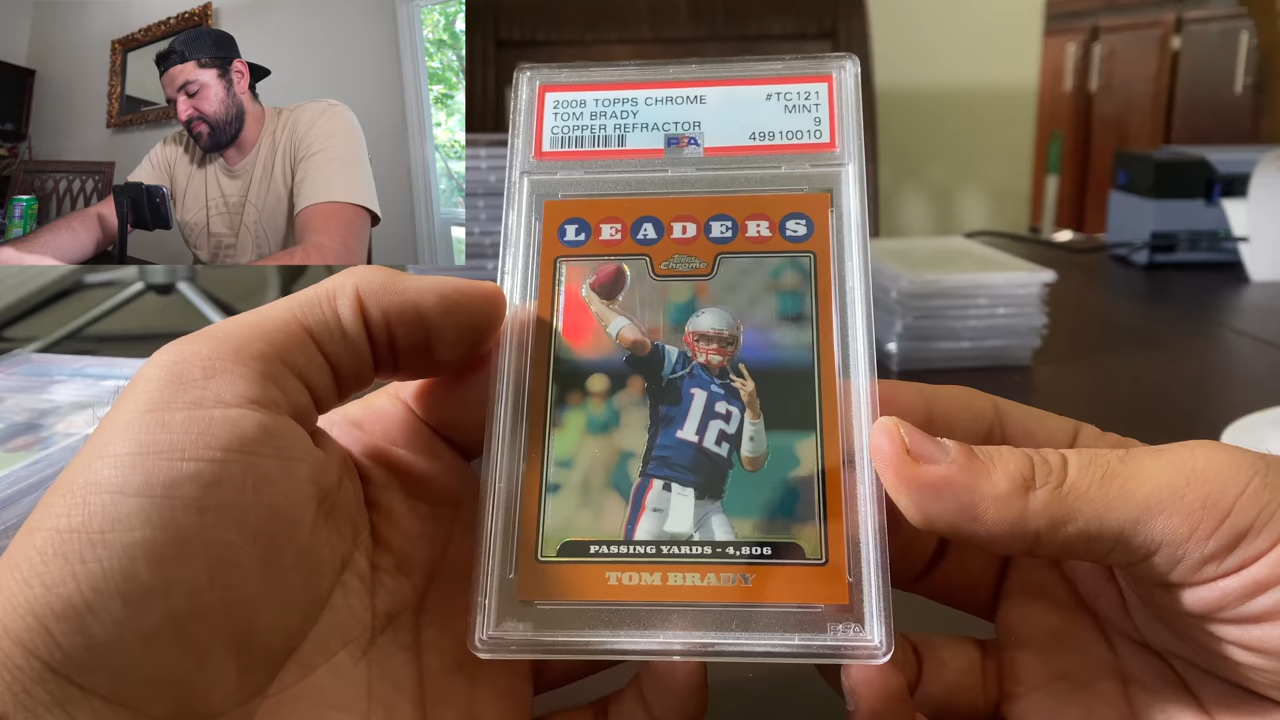 2008 TOPPS CHROME #TC121
TOM BRADY MINT
COPPER REFRACTOR 9
49910010
PSA
LEADERS
Topps
Chrome
12
PASSING YARDS - 4,806
TOM BRADY
PSA